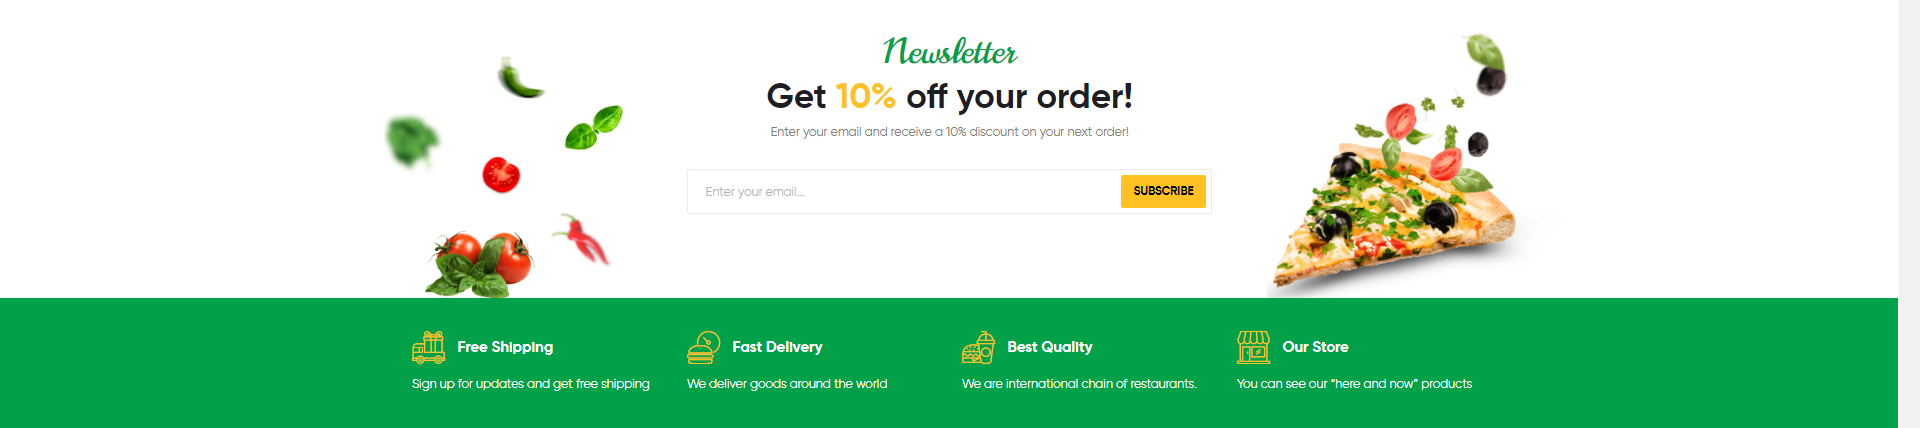 Newsletter
Get 10% off your order!
Enter your email and receive a 10% discount on your next order!
Enter your email...
SUBSCRIBE
Free Shipping
Sign up for updates and get free shipping
Fast Delivery
We deliver goods around the world
Best Quality
We are international chain of restaurants.
Our Store
You can see our “here and now” products